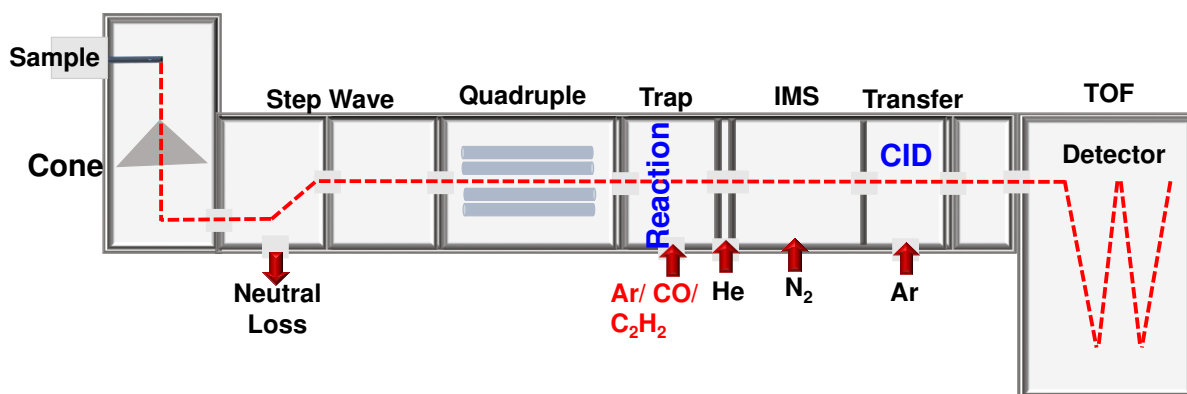 Sample
Cone
Step Wave
Quadruple
Trap
IMS
Transfer
TOF
Reaction
CID
Detector
Neutral
Loss
Ar/ CO/
C₂H₂
He
N₂
Ar